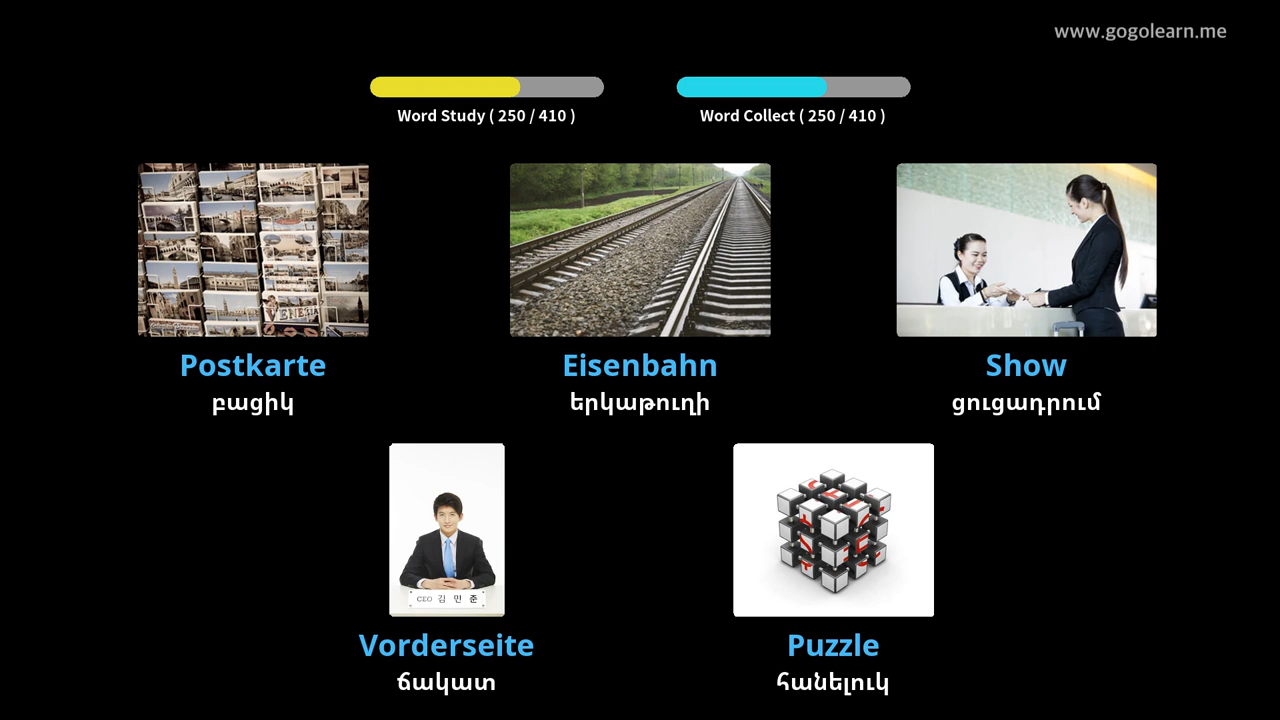 www.gogolearn.me
Word Study ( 250 / 410 )
Word Collect ( 250 / 410 )
Postkarte
բացիկ
Eisenbahn
երկաթուղի
Show
ցուցադրում
CEO 김 민 준
Vorderseite
ճակատ
Puzzle
հանելուկ